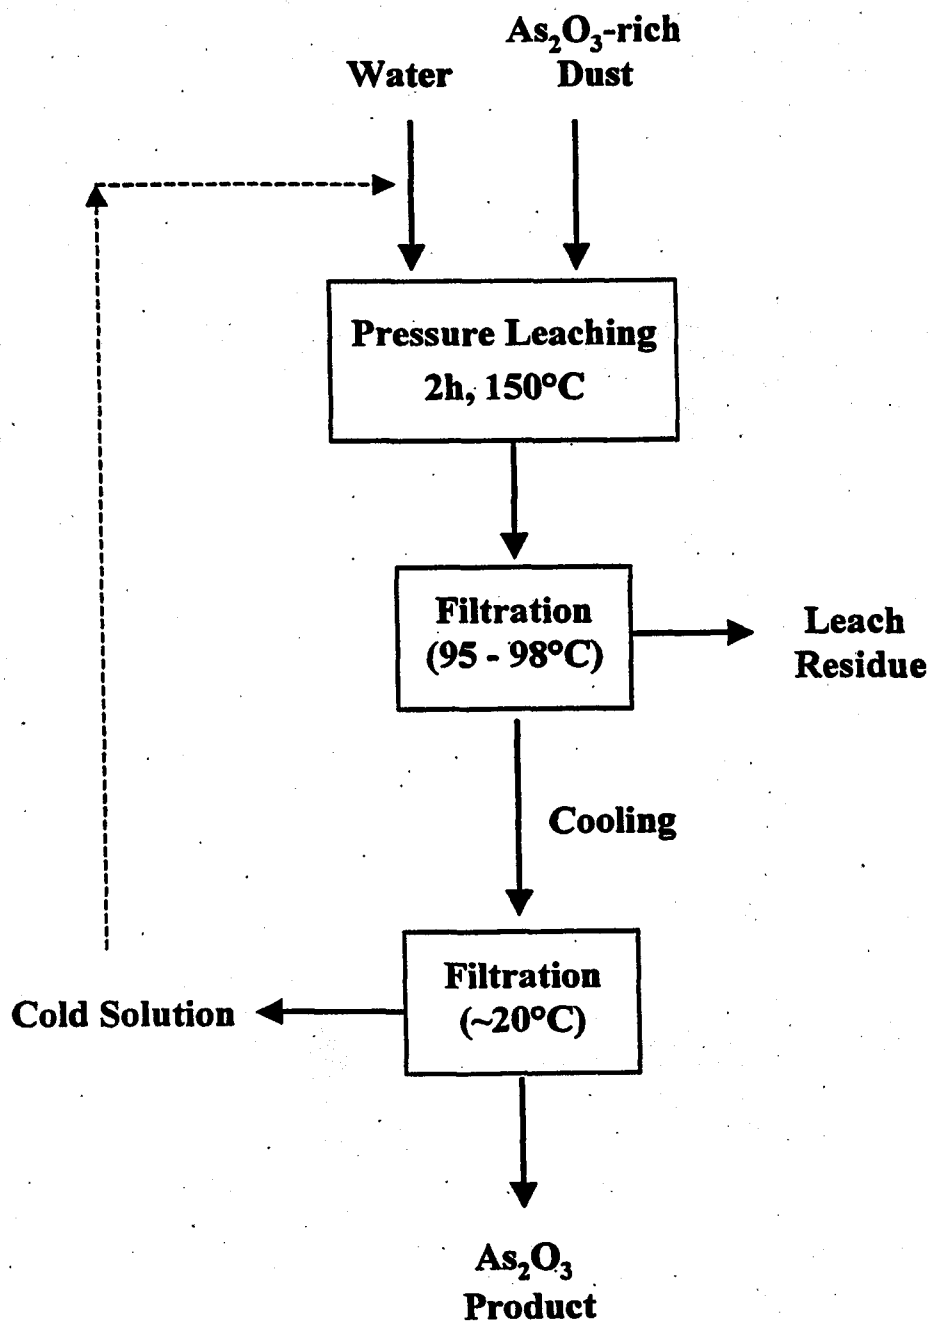 As₂O₃-rich
Water
Dust
Pressure Leaching
2h, 150°C
Filtration
(95 - 98°C)
Leach
Residue
Cooling
Filtration
(~20°C)
Cold Solution
As₂O₃
Product